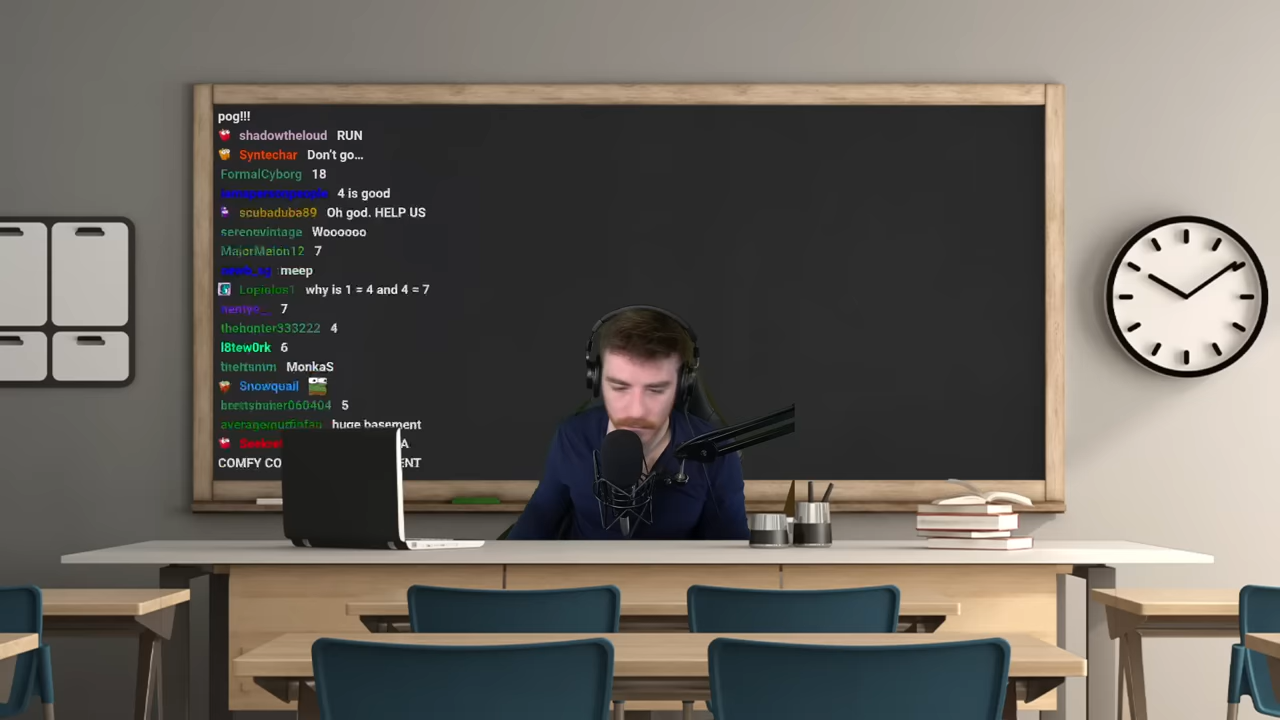 pog!!!
shadowtheloud RUN
Syntechar Don't go...
FormalCyborg 18
4 is good
scubaduba89 Oh god. HELP US
serenevintage Woooooo
MajorMelon12 7
meep
why is 1 = 4 and 4 = 7
7
thehunter333222 4
l8tew0rk 6
MonkaS
Snowquail
5
huge basement
A
COMFY CO ENT